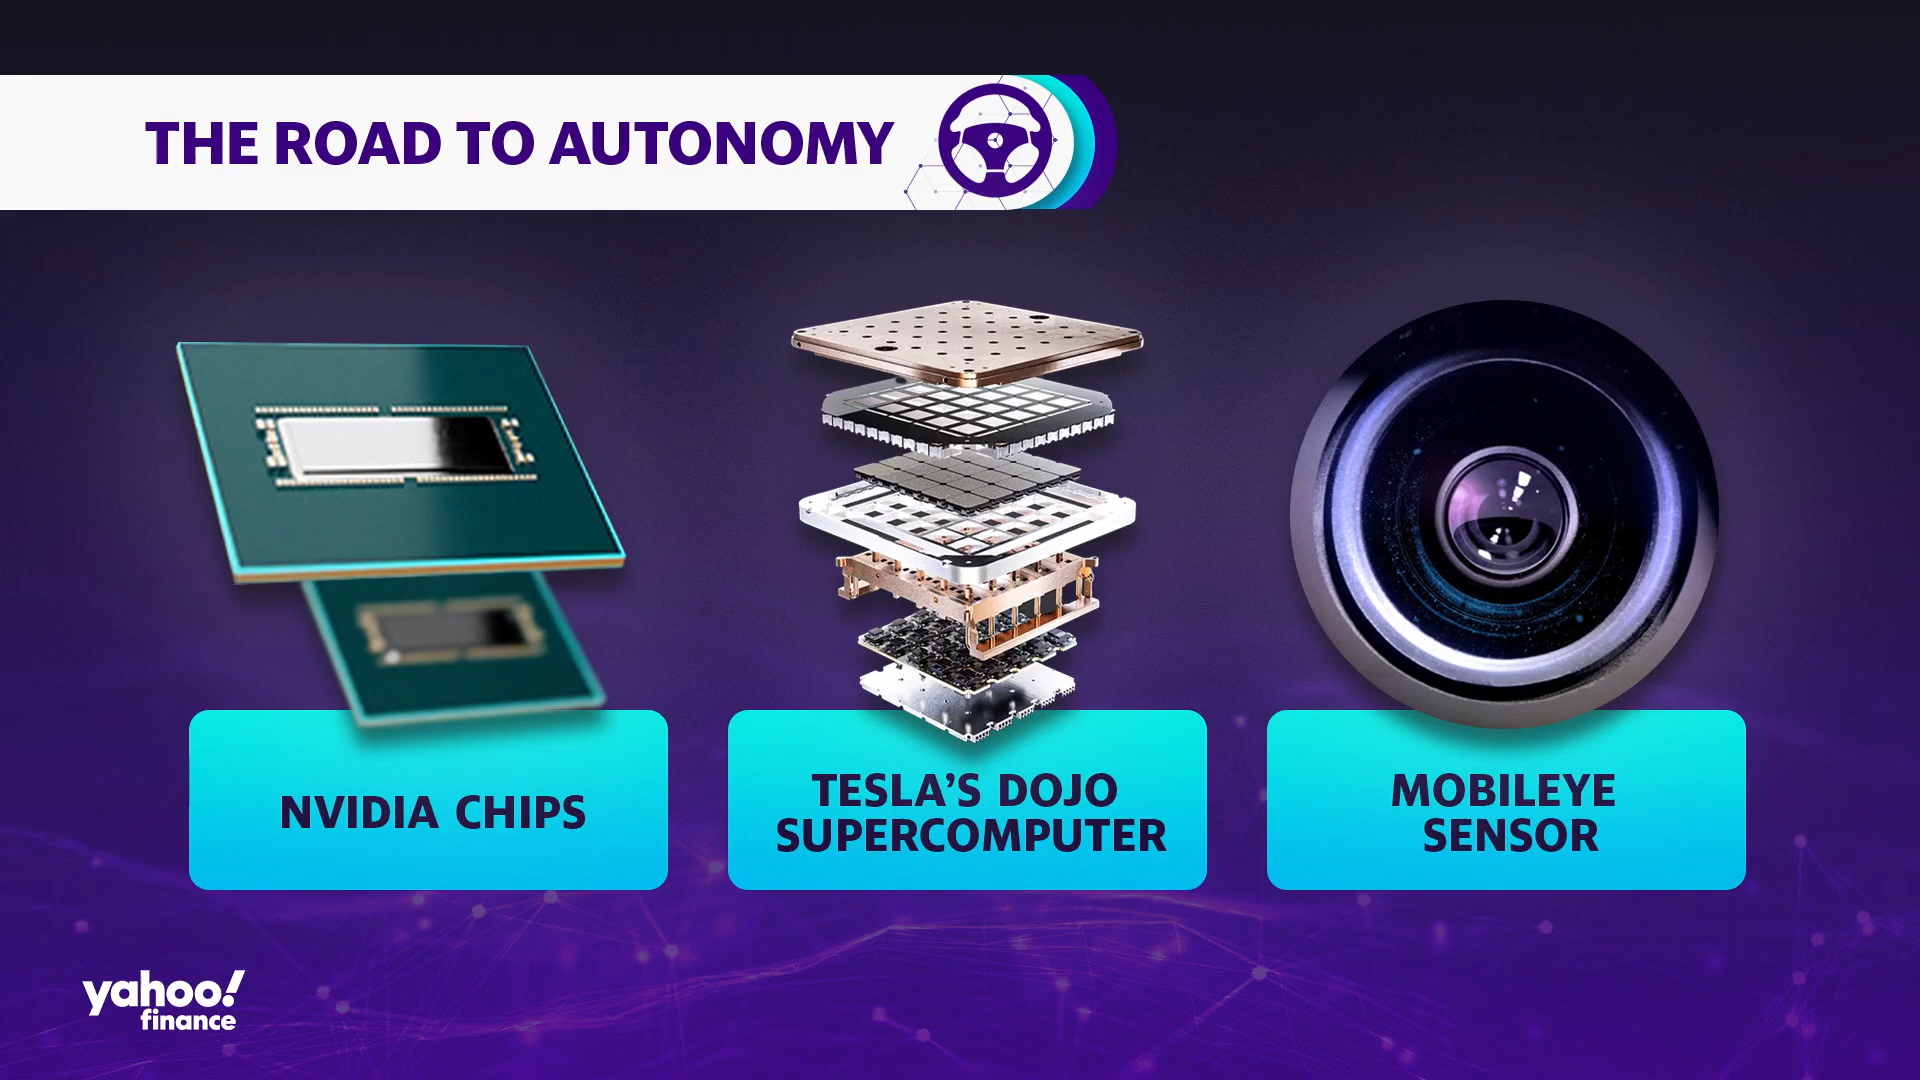 THE ROAD TO AUTONOMY
NVIDIA CHIPS
TESLA’S DOJO
SUPERCOMPUTER
MOBILEYE
SENSOR
yahoo!
finance